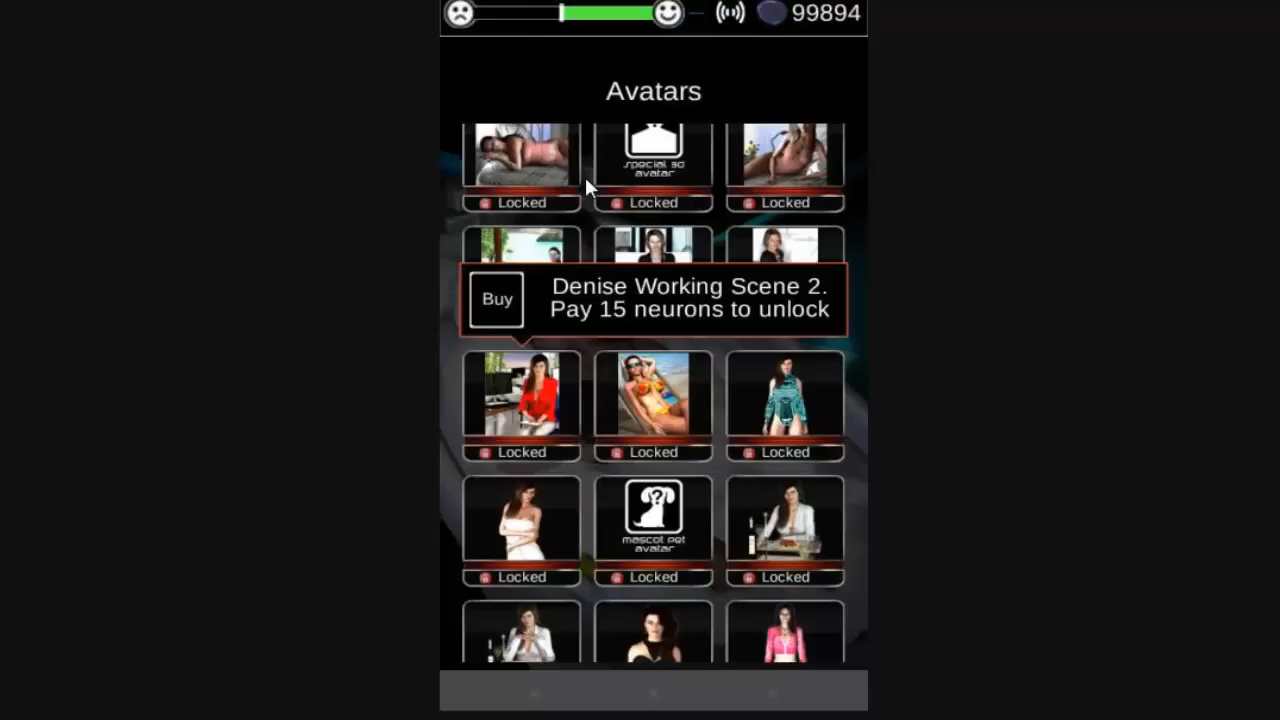 99894
Avatars
special 3d
avatar
Locked
Locked
Locked
Buy
Denise Working Scene 2.
Pay 15 neurons to unlock
Locked
Locked
Locked
mascot pet
avatar
Locked
Locked
Locked